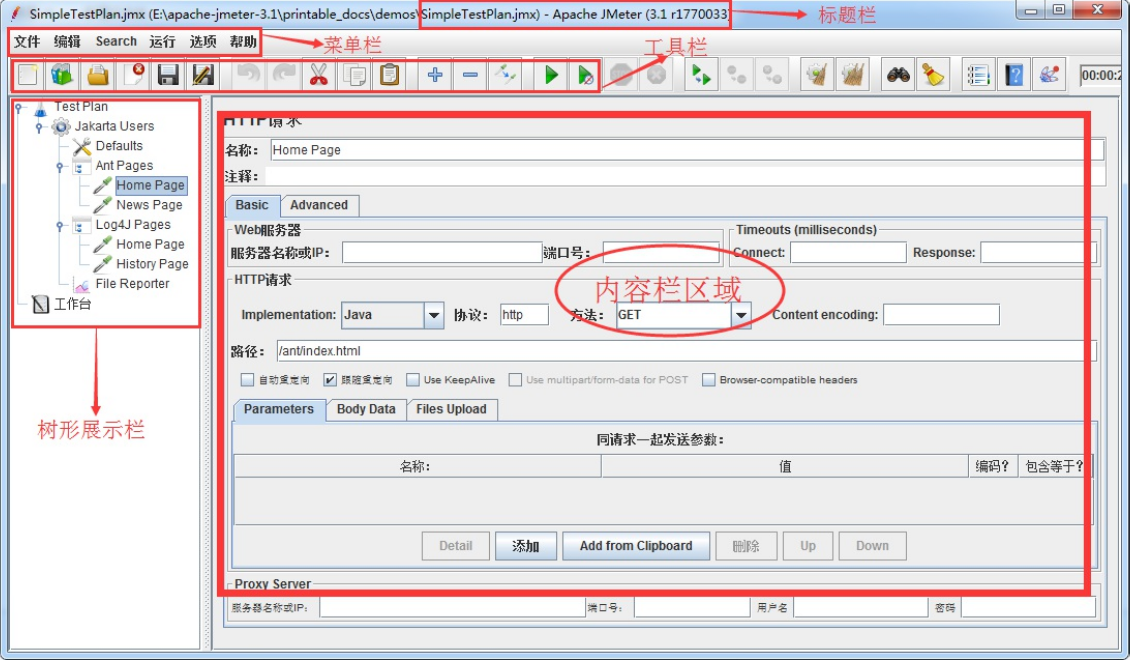 SimpleTestPlan.jmx (E:\apache-jmeter-3.1\printable_docs\demos\SimpleTestPlan.jmx) - Apache JMeter (3.1 r1770033)
标题栏
文件 编辑 Search 运行 选项 帮助
菜单栏
工具栏
00:00:2
Test Plan
Jakarta Users
Defaults
Ant Pages
Home Page
News Page
Log4J Pages
Home Page
History Page
File Reporter
工作台
树形展示栏
HTTP请求
名称: Home Page
注释:
Basic Advanced
Web服务器
服务器名称或IP: 端口号:
Timeouts (milliseconds)
Connect: Response:
HTTP请求
内容栏区域
Implementation: Java 协议: http 方法: GET Content encoding:
路径: /ant/index.html
自动重定向 跟随重定向 Use KeepAlive Use multipart/form-data for POST Browser-compatible headers
Parameters Body Data Files Upload
同请求一起发送参数:
名称: 值 编码? 包含等于?
Detail 添加 Add from Clipboard 删除 Up Down
Proxy Server
服务器名称或IP: 端口号: 用户名 密码